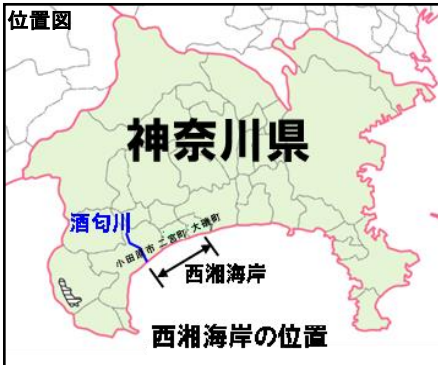 位置図
神奈川県
酒匂川
小田原市 二宮町 大磯町
西湘海岸
西湘海岸の位置